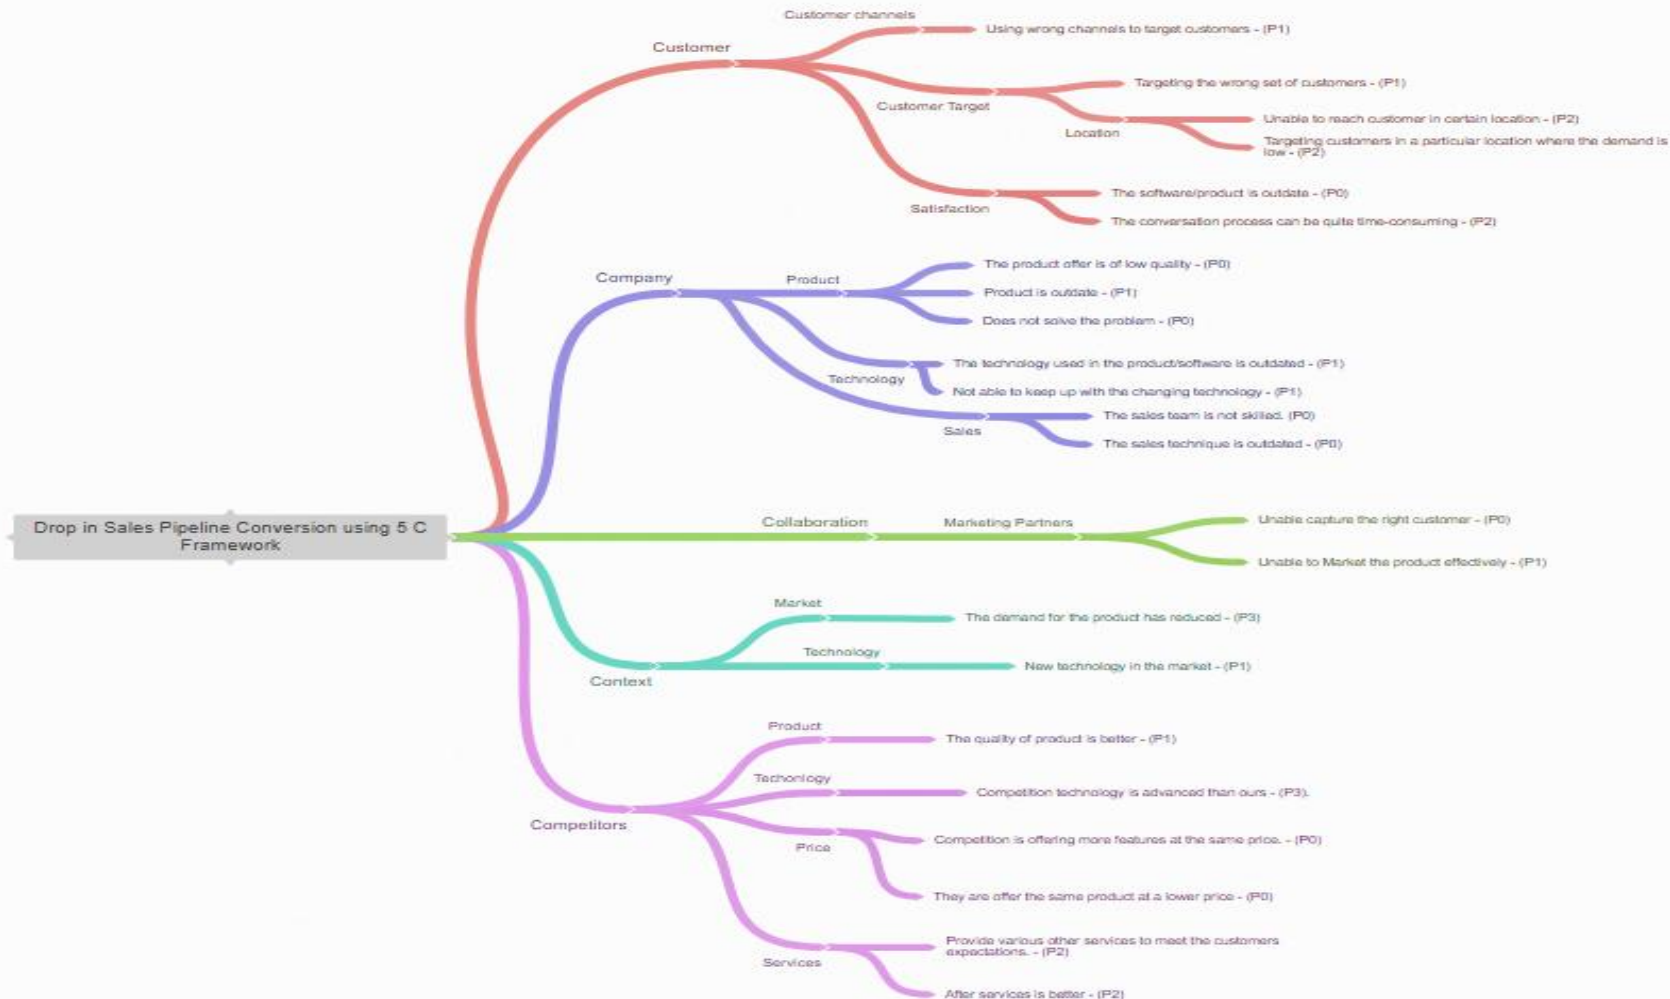 Customer channels
Using wrong channels to target customers - (P1)
Customer
Targeting the wrong set of customers - (P1)
Customer Target
Unable to reach customer in certain location - (P2)
Location
Targeting customers in a particular location where the demand is
low - (P2)
The software/product is outdate - (P0)
Satisfaction
The conversation process can be quite time-consuming - (P2)
The product offer is of low quality - (P0)
Company
Product
Product is outdate - (P1)
Does not solve the problem - (P0)
The technology used in the product/software is outdated - (P1)
Technology
Not able to keep up with the changing technology - (P1)
The sales team is not skilled. (P0)
Sales
The sales technique is outdated - (P0)
Drop in Sales Pipeline Conversion using 5 C
Framework
Collaboration
Marketing Partners
Unable capture the right customer - (P0)
Unable to Market the product effectively - (P1)
Market
The demand for the product has reduced - (P3)
Technology
New technology in the market - (P1)
Context
Product
The quality of product is better - (P1)
Techonlogy
Competition technology is advanced than ours - (P3).
Competitors
Price
Competition is offering more features at the same price. - (P0)
They are offer the same product at a lower price - (P0)
Provide various other services to meet the customers
expectations. - (P2)
Services
After services is better - (P2)